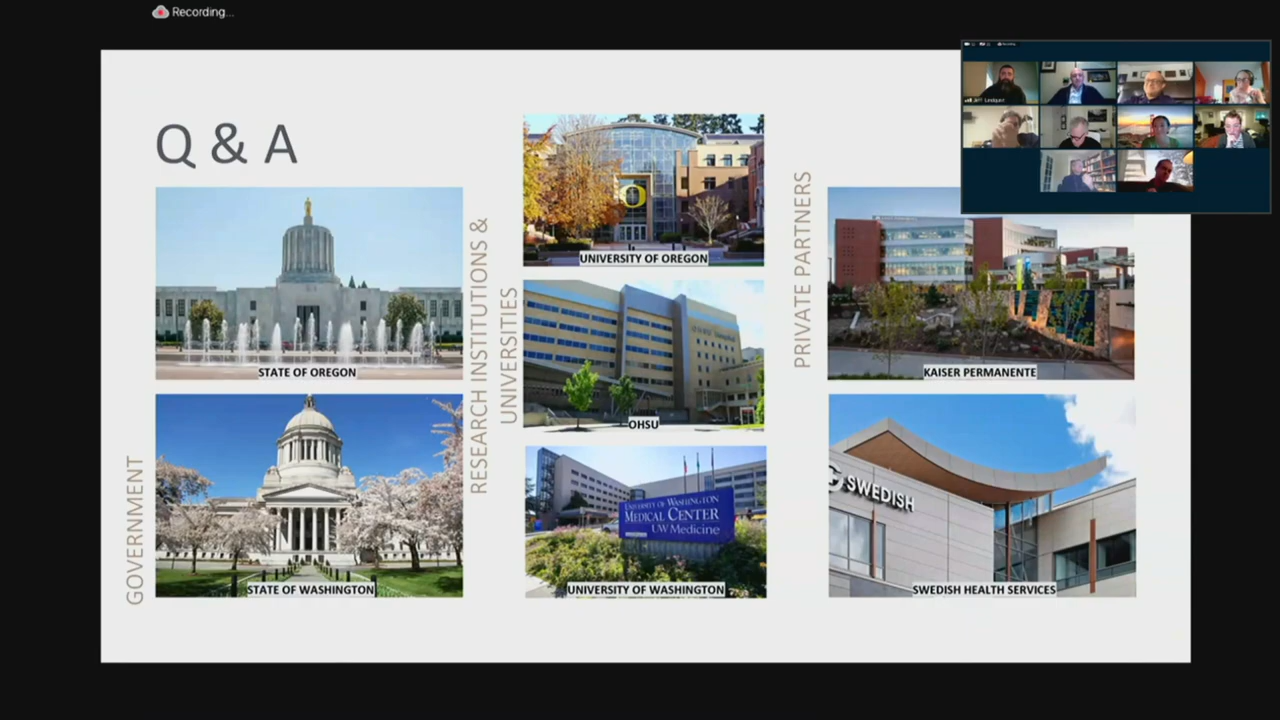 Recording...
Q & A
GOVERNMENT
STATE OF OREGON
STATE OF WASHINGTON
RESEARCH INSTITUTIONS &
UNIVERSITIES
O
UNIVERSITY OF OREGON
OHSU
UNIVERSITY OF WASHINGTON
MEDICAL CENTER
UW Medicine
UNIVERSITY OF WASHINGTON
PRIVATE PARTNERS
KAISER PERMANENTE
SWEDISH
SWEDISH HEALTH SERVICES